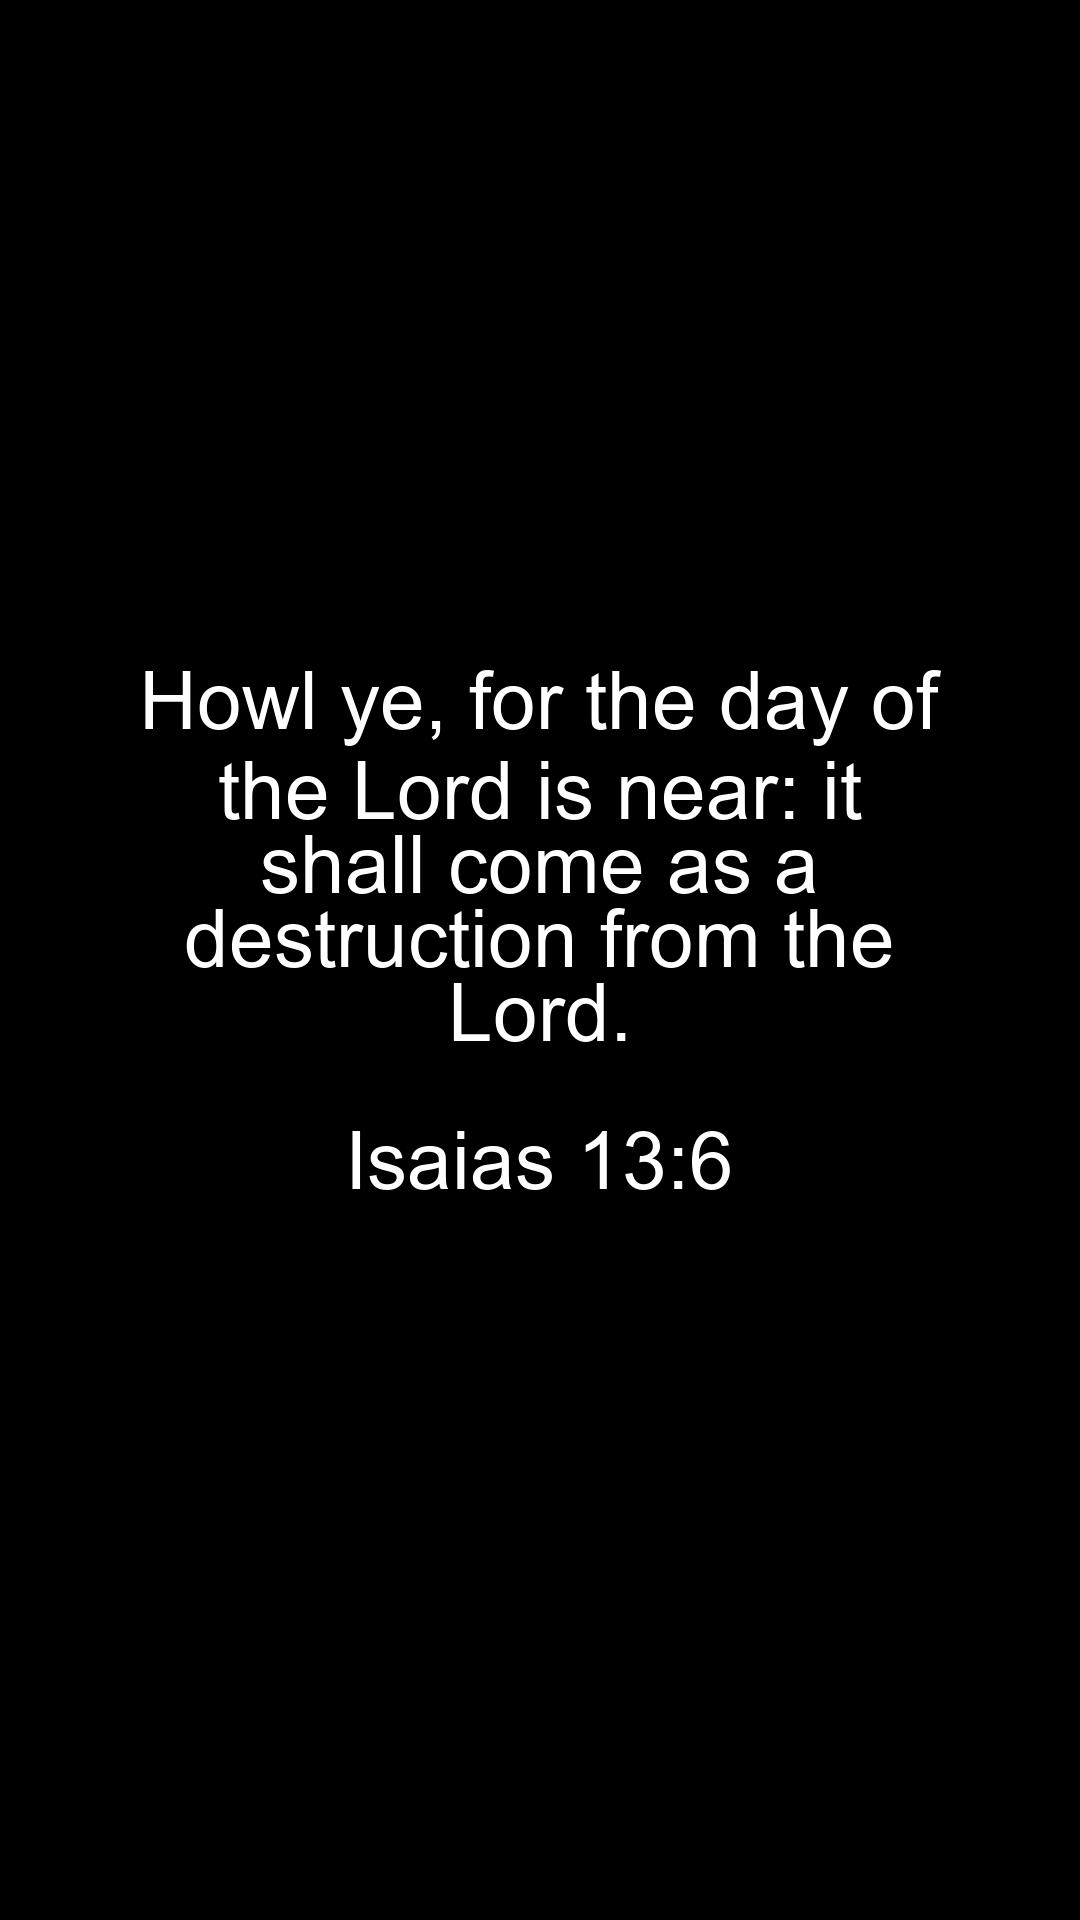 Howl ye, for the day of
the Lord is near: it
shall come as a
destruction from the
Lord.
Isaias 13:6